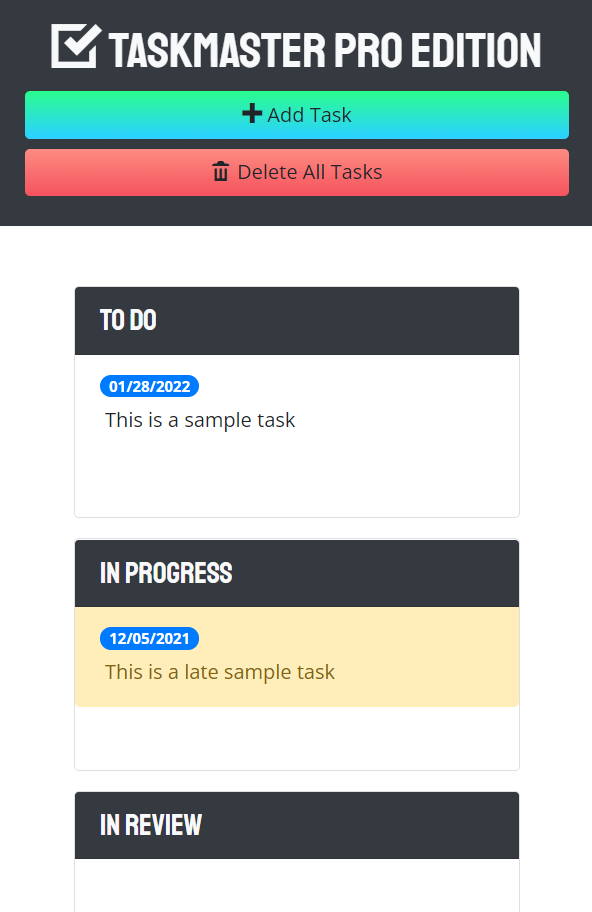 TASKMASTER PRO EDITION
Add Task
Delete All Tasks
TO DO
01/28/2022
This is a sample task
IN PROGRESS
12/05/2021
This is a late sample task
IN REVIEW